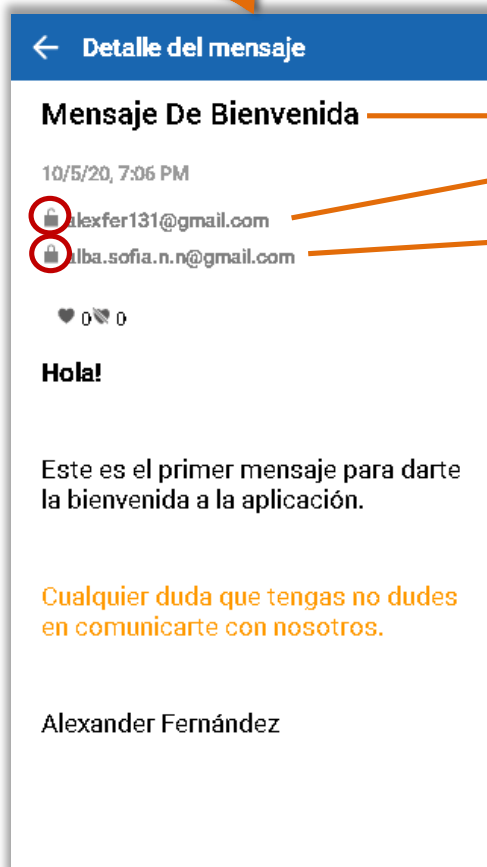 Detalle del mensaje
Mensaje De Bienvenida
10/5/20, 7:06 PM
alexfer131@gmail.com
alba.sofia.n.n@gmail.com
0 0
Hola!
Este es el primer mensaje para darte
la bienvenida a la aplicación.
Cualquier duda que tengas no dudes
en comunicarte con nosotros.
Alexander Fernández